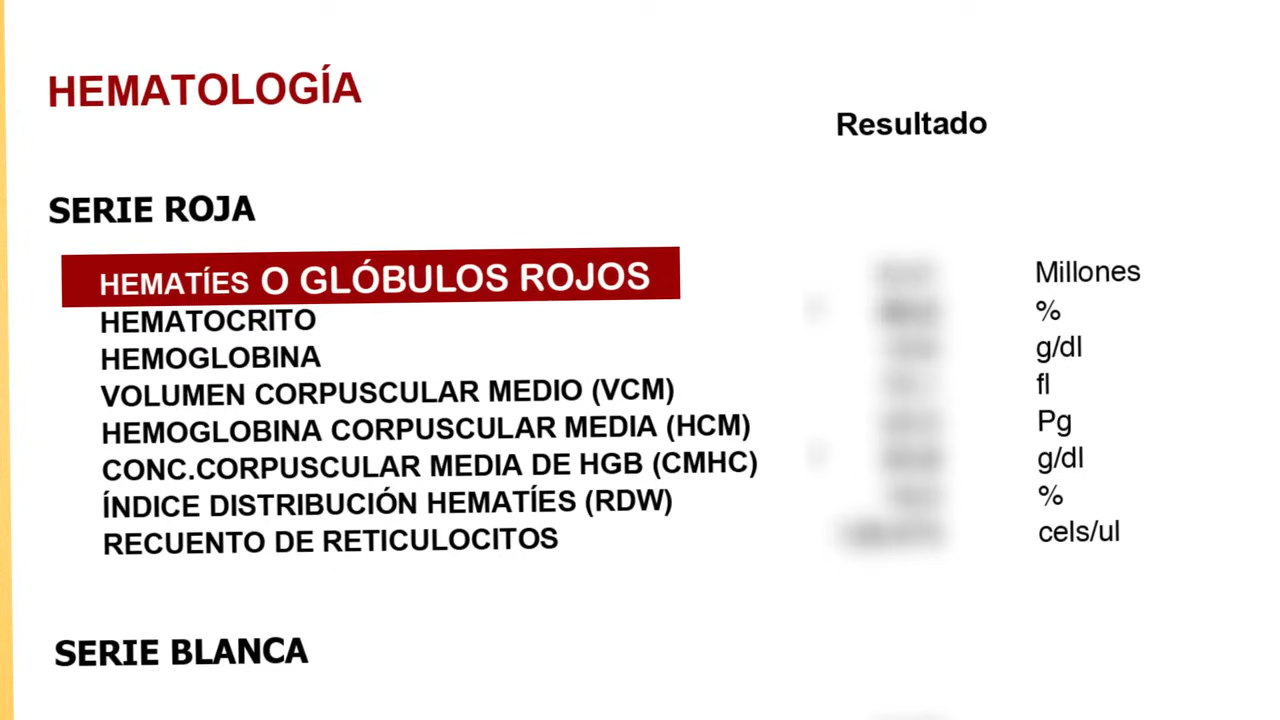 HEMATOLOGÍA
Resultado
SERIE ROJA
HEMATÍES O GLÓBULOS ROJOS Millones
HEMATOCRITO %
HEMOGLOBINA g/dl
VOLUMEN CORPUSCULAR MEDIO (VCM) fl
HEMOGLOBINA CORPUSCULAR MEDIA (HCM) Pg
CONC.CORPUSCULAR MEDIA DE HGB (CMHC) g/dl
ÍNDICE DISTRIBUCIÓN HEMATÍES (RDW) %
RECUENTO DE RETICULOCITOS cels/ul
SERIE BLANCA